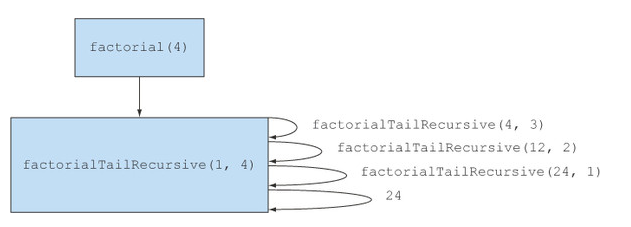 factorial(4)
factorialTailRecursive(4, 3)
factorialTailRecursive(12, 2)
factorialTailRecursive(1, 4)
factorialTailRecursive(24, 1)
24